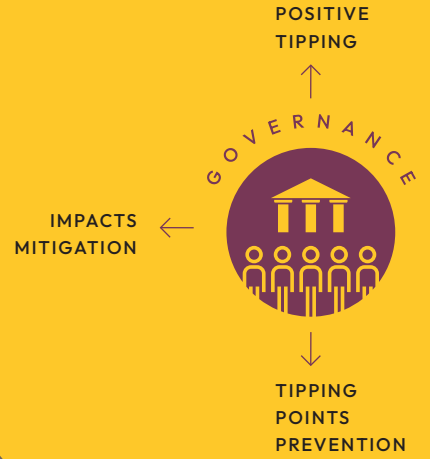 POSITIVE
TIPPING
GOVERNANCE
IMPACTS
MITIGATION
TIPPING
POINTS
PREVENTION